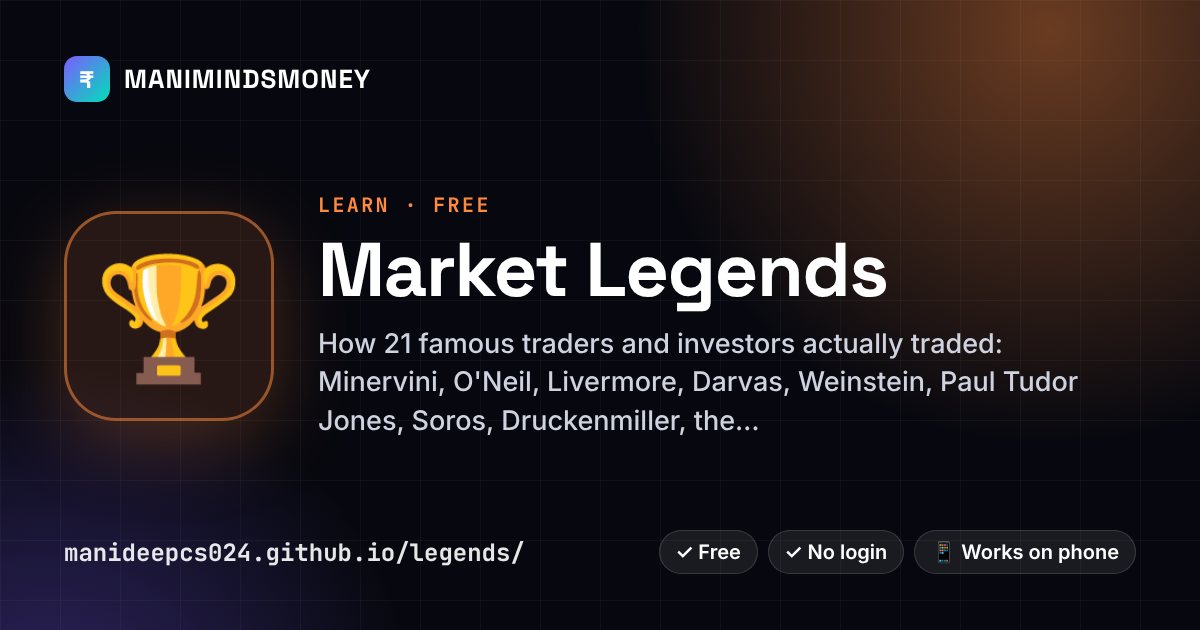 ₹ MANIMINDSMONEY
LEARN · FREE
Market Legends
How 21 famous traders and investors actually traded:
Minervini, O'Neil, Livermore, Darvas, Weinstein, Paul Tudor
Jones, Soros, Druckenmiller, the...
manideepcs024.github.io/legends/
✓ Free
✓ No login
📱 Works on phone